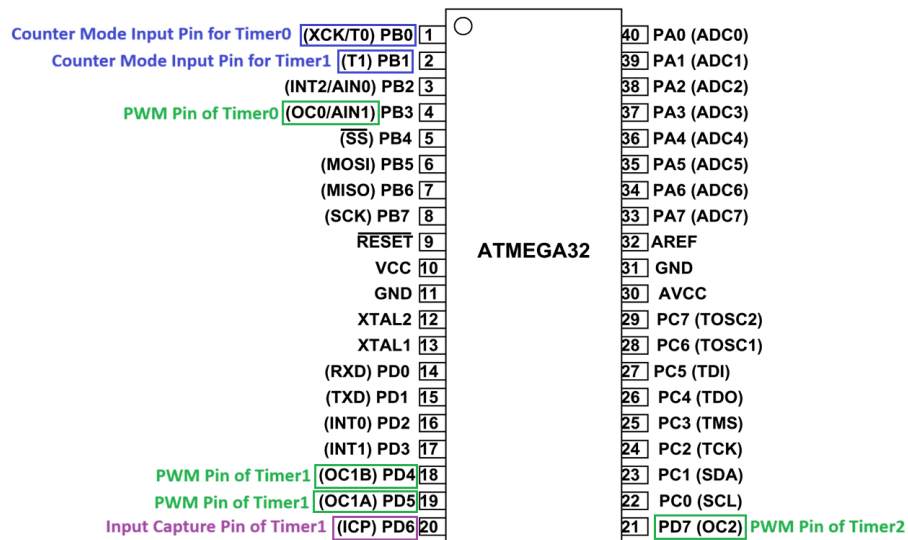 Counter Mode Input Pin for Timer0 (XCK/T0) PB0 1
Counter Mode Input Pin for Timer1 (T1) PB1 2
(INT2/AIN0) PB2 3
PWM Pin of Timer0 (OC0/AIN1) PB3 4
(SS) PB4 5
(MOSI) PB5 6
(MISO) PB6 7
(SCK) PB7 8
RESET 9
VCC 10
GND 11
XTAL2 12
XTAL1 13
(RXD) PD0 14
(TXD) PD1 15
(INT0) PD2 16
(INT1) PD3 17
PWM Pin of Timer1 (OC1B) PD4 18
PWM Pin of Timer1 (OC1A) PD5 19
Input Capture Pin of Timer1 (ICP) PD6 20
ATMEGA32
40 PA0 (ADC0)
39 PA1 (ADC1)
38 PA2 (ADC2)
37 PA3 (ADC3)
36 PA4 (ADC4)
35 PA5 (ADC5)
34 PA6 (ADC6)
33 PA7 (ADC7)
32 AREF
31 GND
30 AVCC
29 PC7 (TOSC2)
28 PC6 (TOSC1)
27 PC5 (TDI)
26 PC4 (TDO)
25 PC3 (TMS)
24 PC2 (TCK)
23 PC1 (SDA)
22 PC0 (SCL)
21 PD7 (OC2) PWM Pin of Timer2